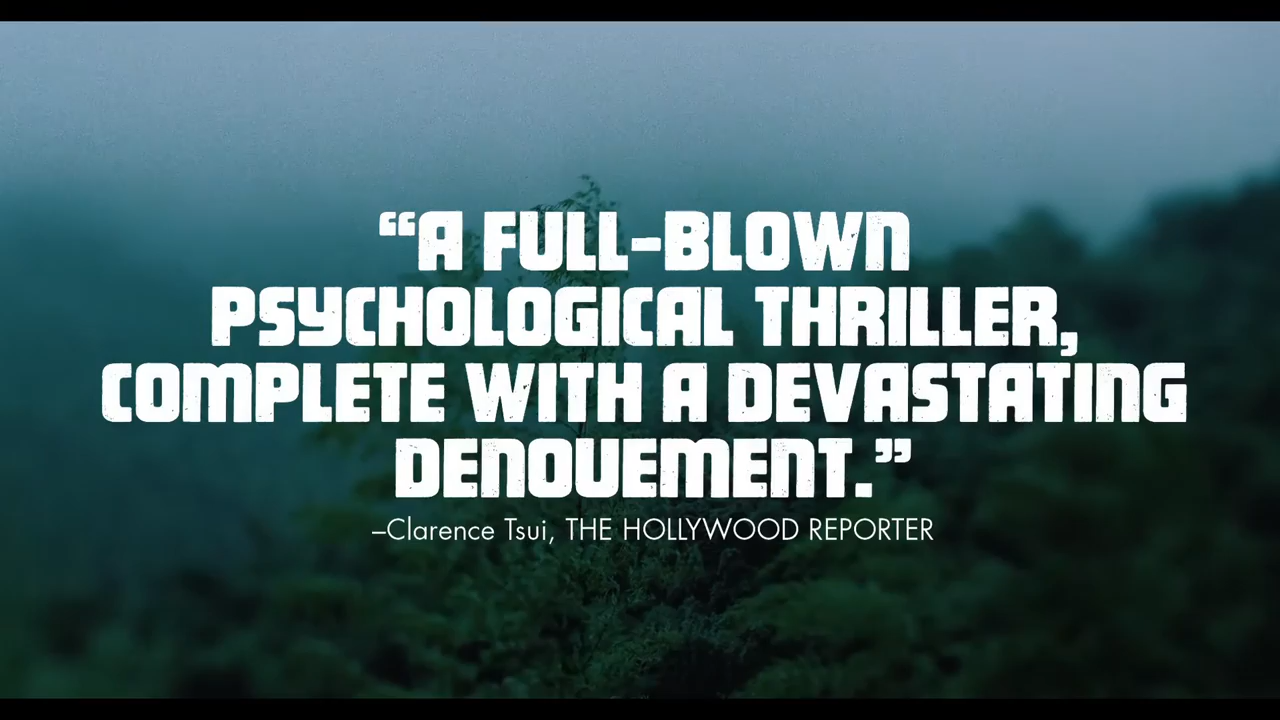 “A FULL-BLOWN
PSYCHOLOGICAL THRILLER,
COMPLETE WITH A DEVASTATING
DENOUEMENT.”
–Clarence Tsui, THE HOLLYWOOD REPORTER